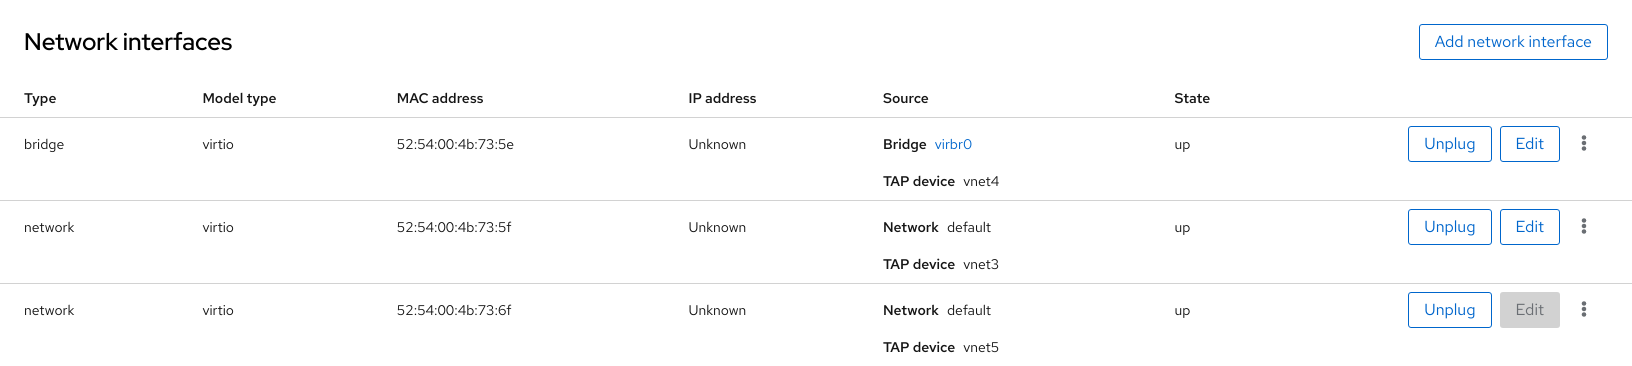 Network interfaces
Add network interface
Type Model type MAC address IP address Source State
bridge virtio 52:54:00:4b:73:5e Unknown Bridge virbr0 up Unplug Edit
TAP device vnet4
network virtio 52:54:00:4b:73:5f Unknown Network default up Unplug Edit
TAP device vnet3
network virtio 52:54:00:4b:73:6f Unknown Network default up Unplug Edit
TAP device vnet5